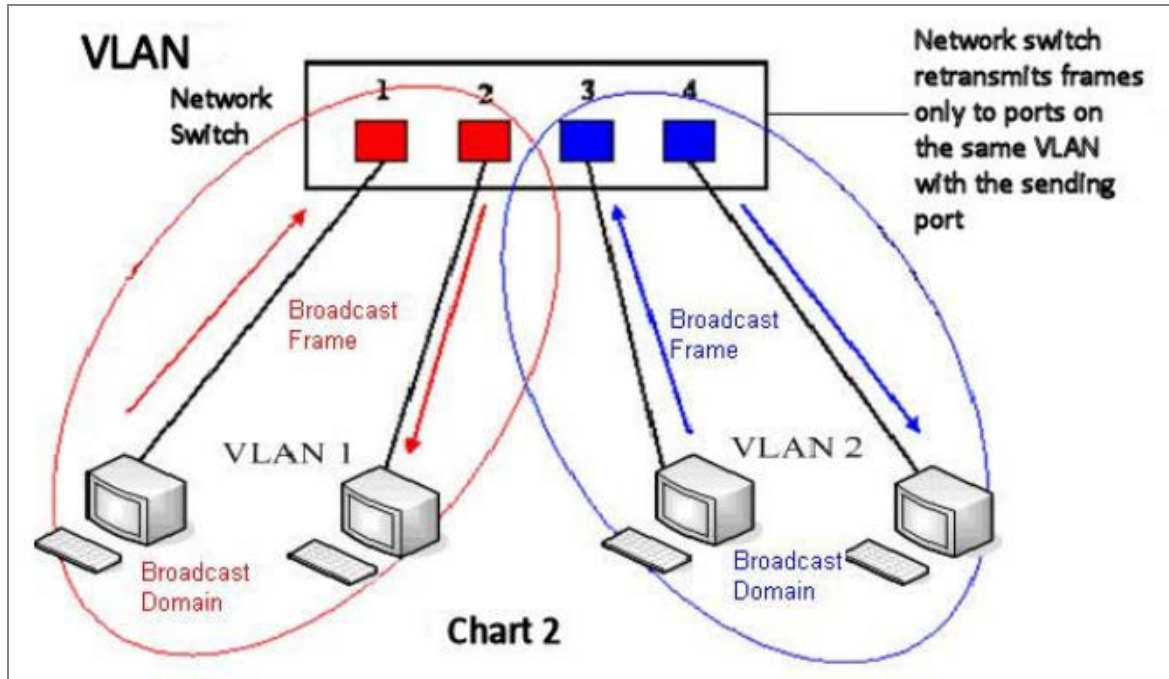 VLAN
Network
Switch
1
2
3
4
Network switch
retransmits frames
only to ports on
the same VLAN
with the sending
port
Broadcast
Frame
Broadcast
Frame
VLAN 1
VLAN 2
Broadcast
Domain
Broadcast
Domain
Chart 2